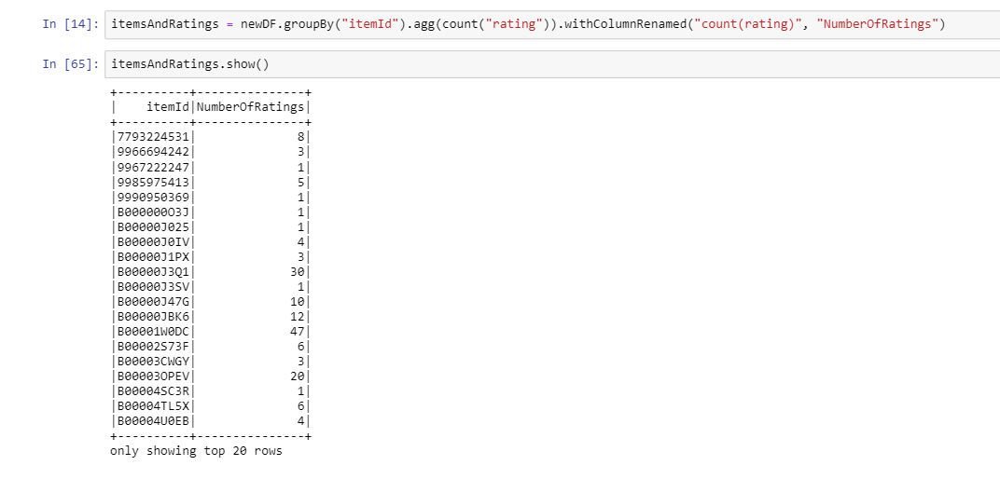 In [14]: itemsAndRatings = newDF.groupBy("itemId").agg(count("rating")).withColumnRenamed("count(rating)", "NumberOfRatings")
In [65]: itemsAndRatings.show()
+----------+---------------+
|    itemId|NumberOfRatings|
+----------+---------------+
|7793224531|              8|
|9966694242|              3|
|9967222247|              1|
|9985975413|              5|
|9990950369|              1|
|B00000003J|              1|
|B00000J025|              1|
|B00000J0IV|              4|
|B00000J1PX|              3|
|B00000J3Q1|             30|
|B00000J3SV|              1|
|B00000J47G|             10|
|B00000JBK6|             12|
|B00001W0DC|             47|
|B00002S73F|              6|
|B00003CWGY|              3|
|B00003OPEV|             20|
|B00004SC3R|              1|
|B00004TL5X|              6|
|B00004U0EB|              4|
+----------+---------------+
only showing top 20 rows